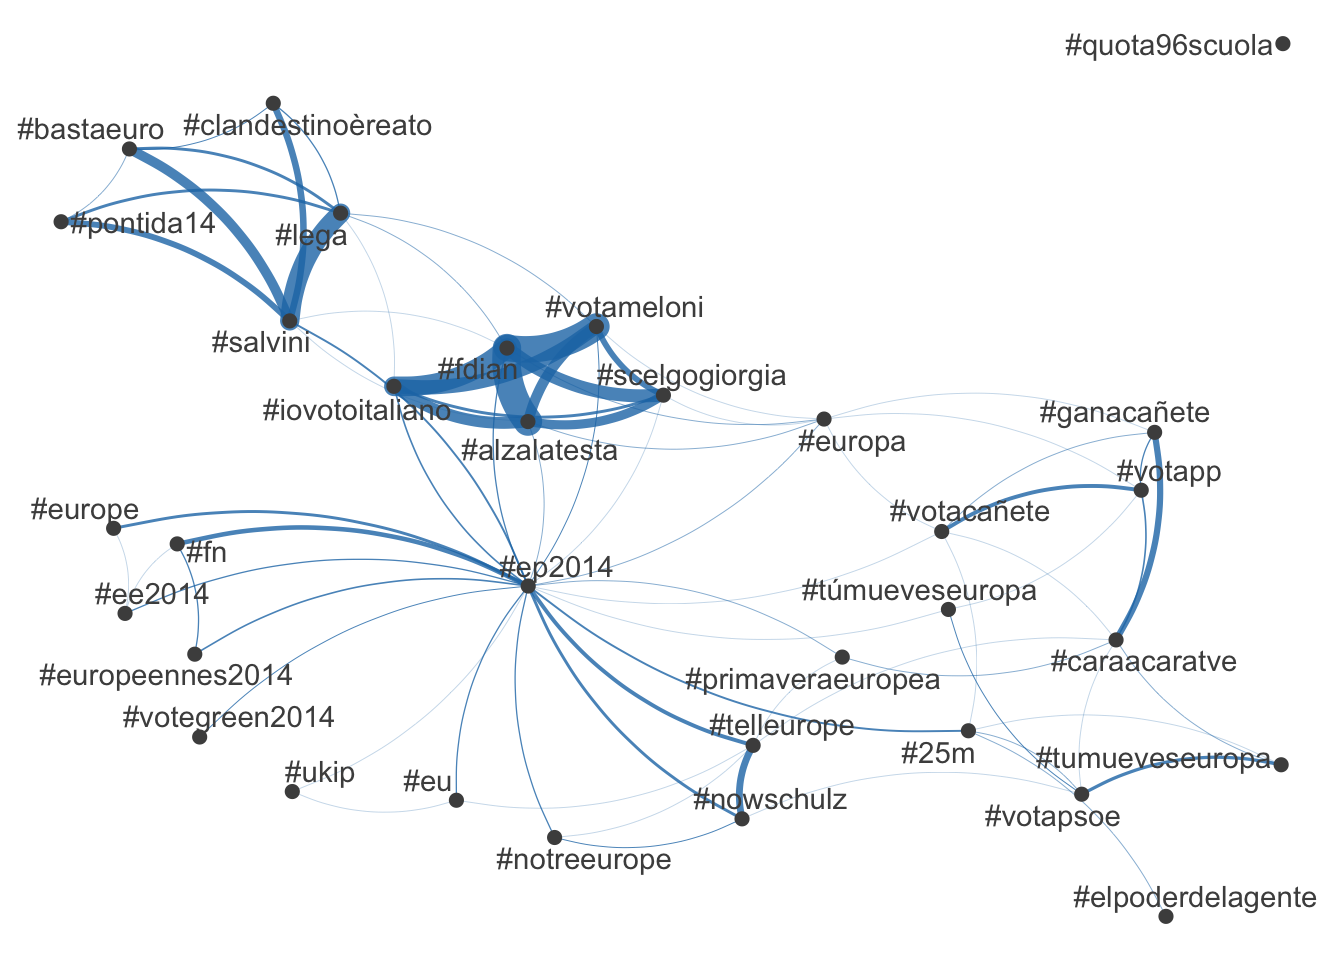 #quota96scuola
#bastaeuro
#clandestinoèreato
#pontida14
#lega
#votameloni
#salvini
#fdian
#scelgogiorgia
#iovotoitaliano
#ganacañete
#europa
#alzalatesta
#votapp
#europe
#votacañete
#fn
#ep2014
#ee2014
#túmueveseuropa
#caraacaratve
#europeennes2014
#primaveraeuropea
#votegreen2014
#telleurope
#25m
#tumueveseuropa
#ukip
#eu
#nowschulz
#votapsoe
#notreeurope
#elpoderdelagente